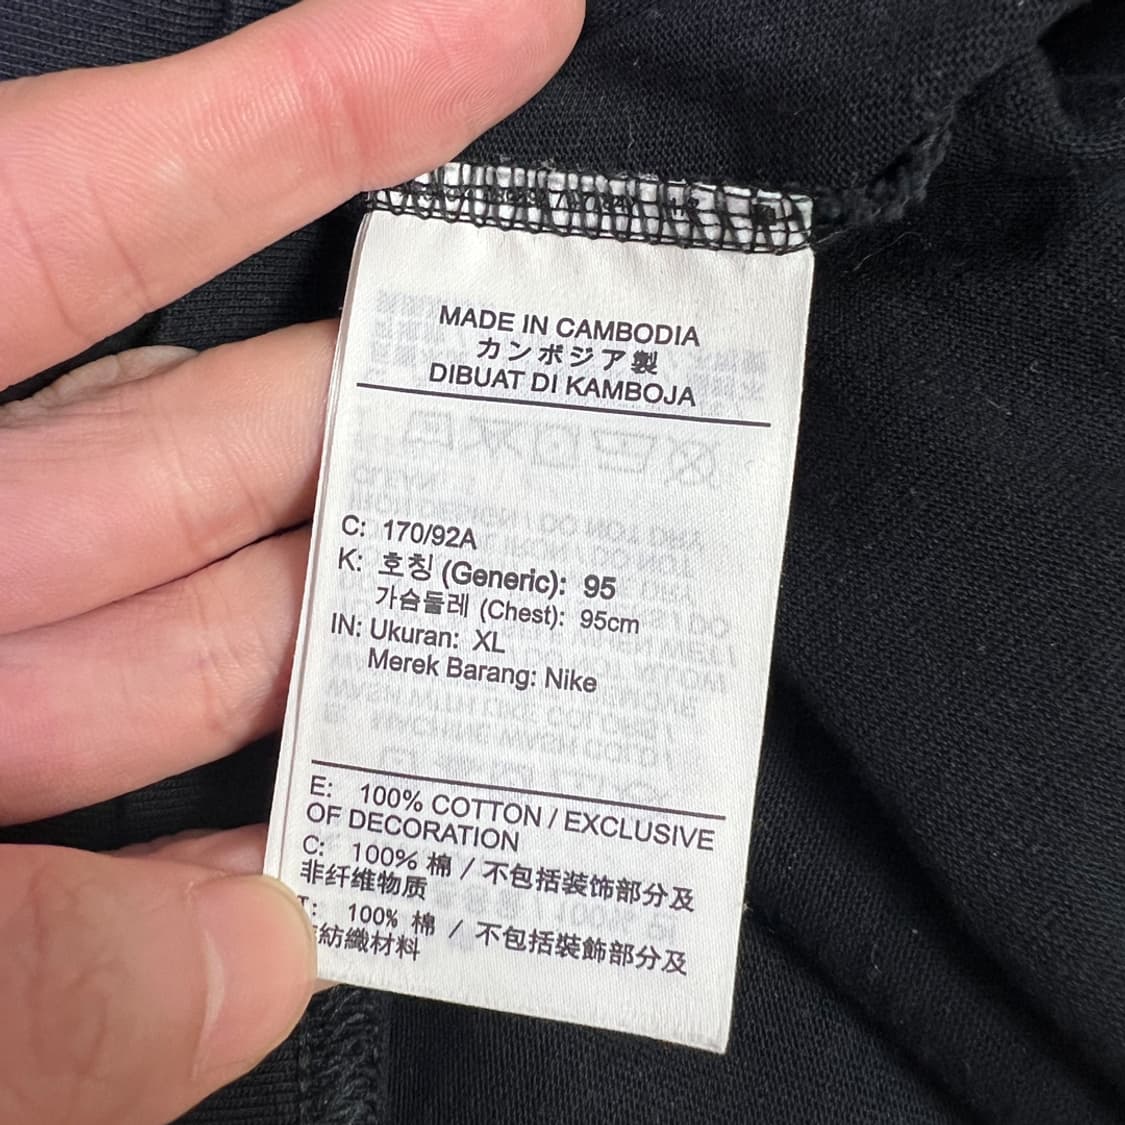 MADE IN CAMBODIA
カンボジア製
DIBUAT DI KAMBOJA
C: 170/92A
K: 호칭 (Generic): 95
가슴둘레 (Chest): 95cm
IN: Ukuran: XL
Merek Barang: Nike
E: 100% COTTON / EXCLUSIVE
OF DECORATION
C: 100% 棉 / 不包括装饰部分及
非纤维物质
T: 100% 棉 / 不包括裝飾部分及
紡織材料